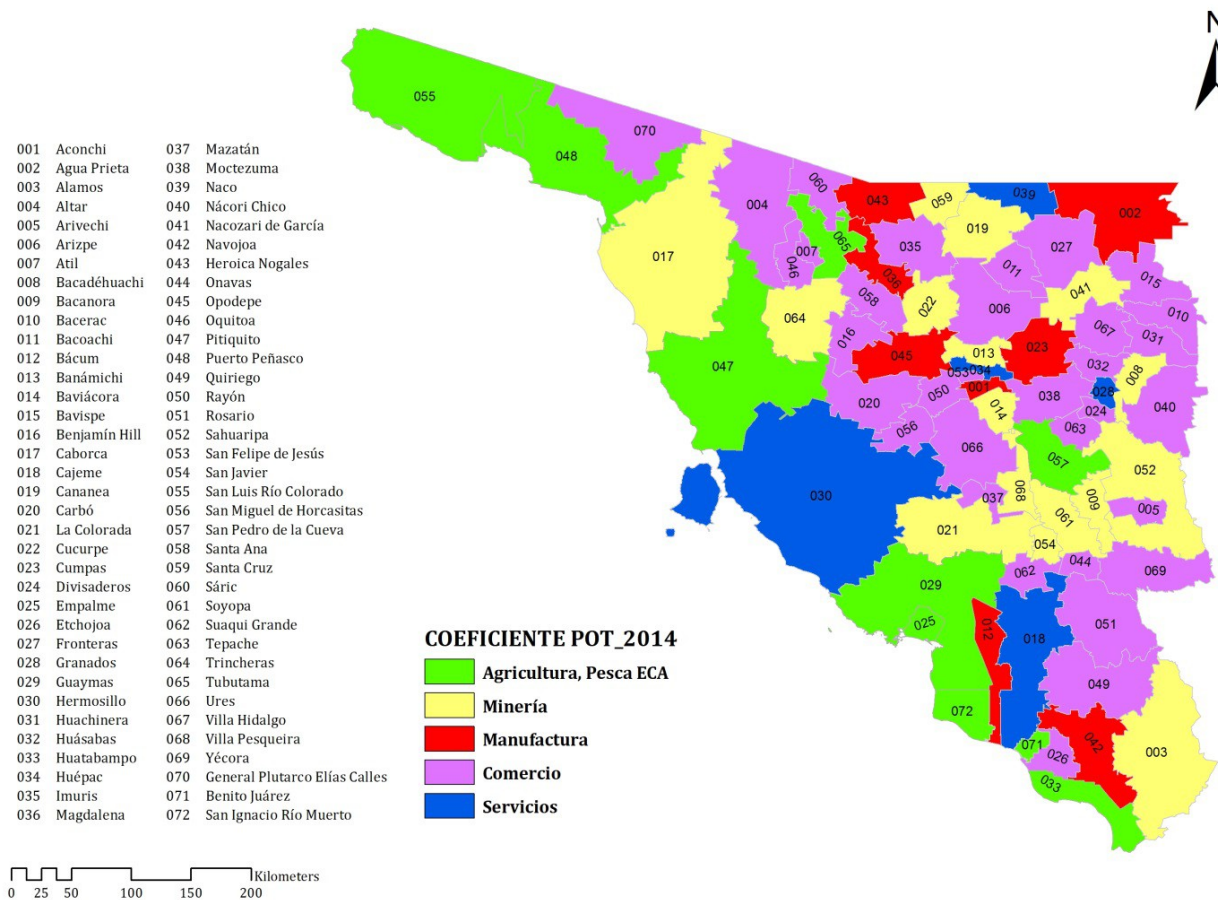 N
001 Aconchi 037 Mazatán
002 Agua Prieta 038 Moctezuma
003 Alamos 039 Naco
004 Altar 040 Nácori Chico
005 Arivechi 041 Nacozari de García
006 Arizpe 042 Navojoa
007 Atil 043 Heroica Nogales
008 Bacadéhuachi 044 Onavas
009 Bacanora 045 Opodepe
010 Bacerac 046 Oquitoa
011 Bacoachi 047 Pitiquito
012 Bácum 048 Puerto Peñasco
013 Banámichi 049 Quiriego
014 Baviácora 050 Rayón
015 Bavispe 051 Rosario
016 Benjamín Hill 052 Sahuaripa
017 Caborca 053 San Felipe de Jesús
018 Cajeme 054 San Javier
019 Cananea 055 San Luis Río Colorado
020 Carbó 056 San Miguel de Horcasitas
021 La Colorada 057 San Pedro de la Cueva
022 Cucurpe 058 Santa Ana
023 Cumpas 059 Santa Cruz
024 Divisaderos 060 Sáric
025 Empalme 061 Soyopa
026 Etchojoa 062 Suaqui Grande
027 Fronteras 063 Tepache
028 Granados 064 Trincheras
029 Guaymas 065 Tubutama
030 Hermosillo 066 Ures
031 Huachinera 067 Villa Hidalgo
032 Huásabas 068 Villa Pesqueira
033 Huatabampo 069 Yécora
034 Huépac 070 General Plutarco Elías Calles
035 Imuris 071 Benito Juárez
036 Magdalena 072 San Ignacio Río Muerto
055
070
048
060
004
043
059
039
002
065
007
035
019
027
017
046
036
011
015
041
058
022
006
010
064
016
067
031
045
013
023
047
053
034
032
008
001
050
028
020
038
040
014
024
056
063
066
057
052
030
037
068
009
005
061
021
054
044
062
069
029
025
012
018
051
049
072
071
042
026
003
033
COEFICIENTE POT_2014
Agricultura, Pesca ECA
Minería
Manufactura
Comercio
Servicios
Kilometers
0 25 50 100 150 200